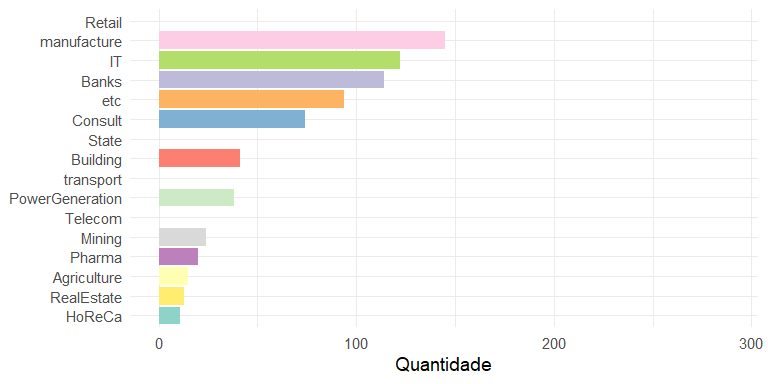 Retail
manufacture
IT
Banks
etc
Consult
State
Building
transport
PowerGeneration
Telecom
Mining
Pharma
Agriculture
RealEstate
HoReCa
0 100 200 300
Quantidade